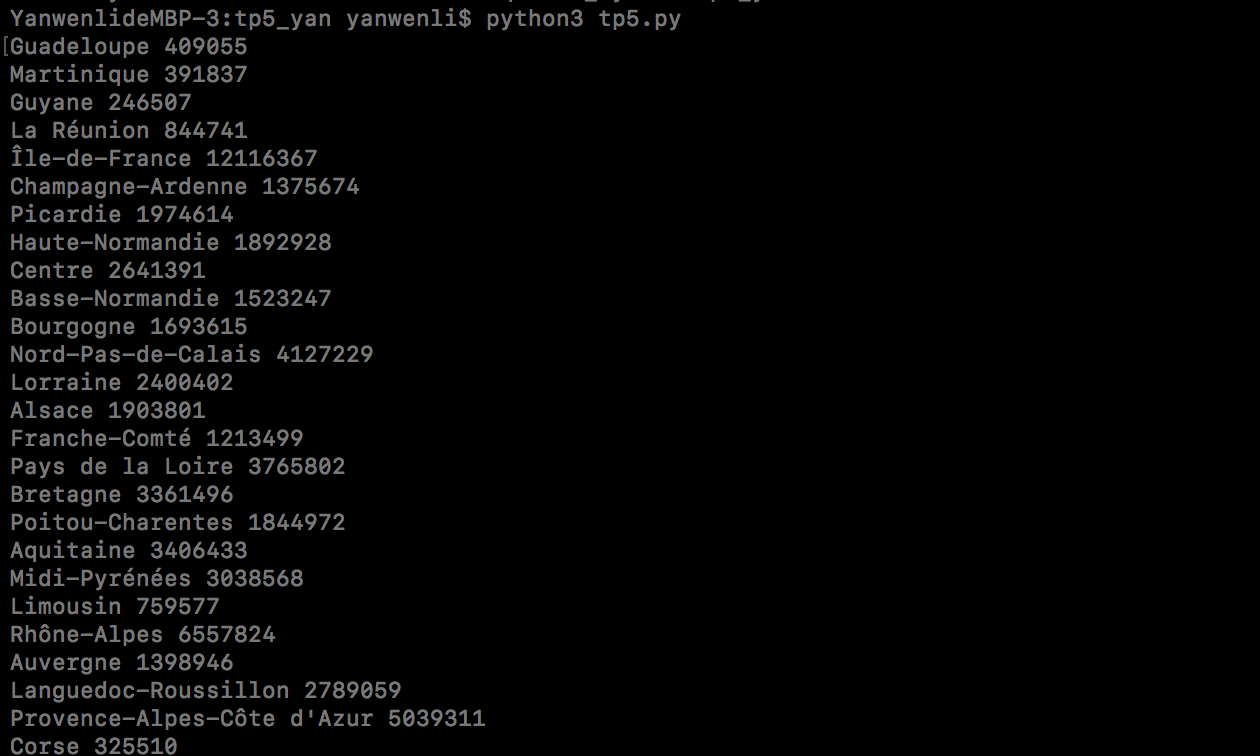 YanwenlideMBP-3:tp5_yan yanwenli$ python3 tp5.py
[Guadeloupe 409055
Martinique 391837
Guyane 246507
La Réunion 844741
Île-de-France 12116367
Champagne-Ardenne 1375674
Picardie 1974614
Haute-Normandie 1892928
Centre 2641391
Basse-Normandie 1523247
Bourgogne 1693615
Nord-Pas-de-Calais 4127229
Lorraine 2400402
Alsace 1903801
Franche-Comté 1213499
Pays de la Loire 3765802
Bretagne 3361496
Poitou-Charentes 1844972
Aquitaine 3406433
Midi-Pyrénées 3038568
Limousin 759577
Rhône-Alpes 6557824
Auvergne 1398946
Languedoc-Roussillon 2789059
Provence-Alpes-Côte d'Azur 5039311
Corse 325510